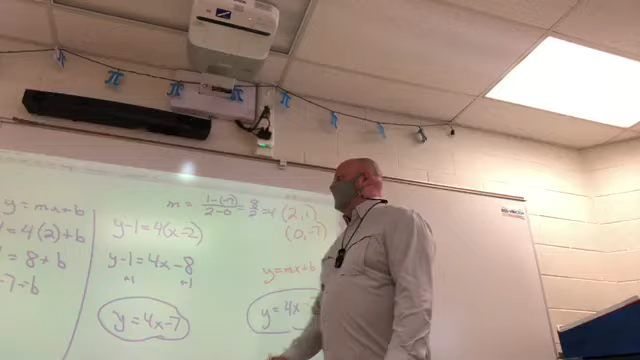 y = mx+b
= 4(2)+b
= 8+b
-7=b
y-1=4(x-2)
y-1=4x-8
+1 +1
y=4x-7
m = 1-(-7)/2-0 = 8/2 =4
(2,1)
(0,-7)
y=mx+b
y=4x
π π π π π